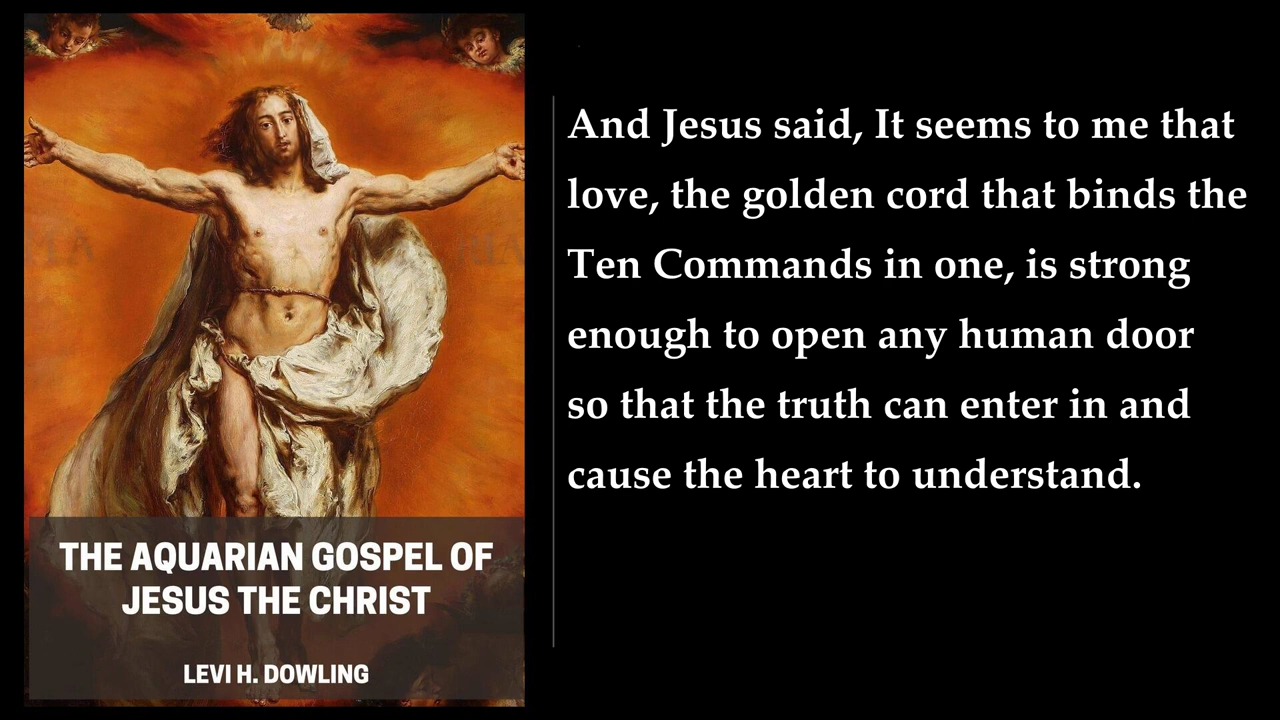 And Jesus said, It seems to me that
love, the golden cord that binds the
Ten Commands in one, is strong
enough to open any human door
so that the truth can enter in and
cause the heart to understand.
THE AQUARIAN GOSPEL OF
JESUS THE CHRIST
LEVI H. DOWLING